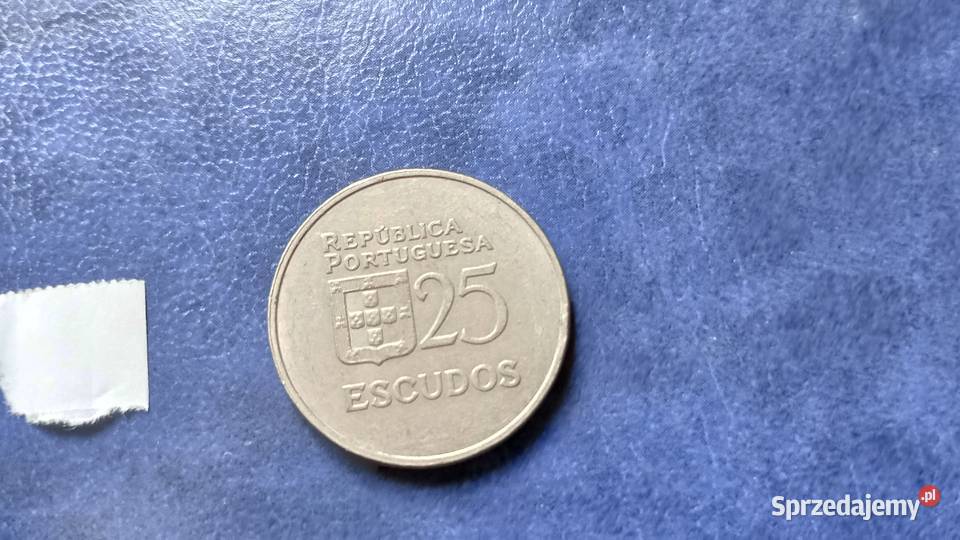 REPÚBLICA
PORTUGUESA
25
ESCUDOS
Sprzedajemy.pl